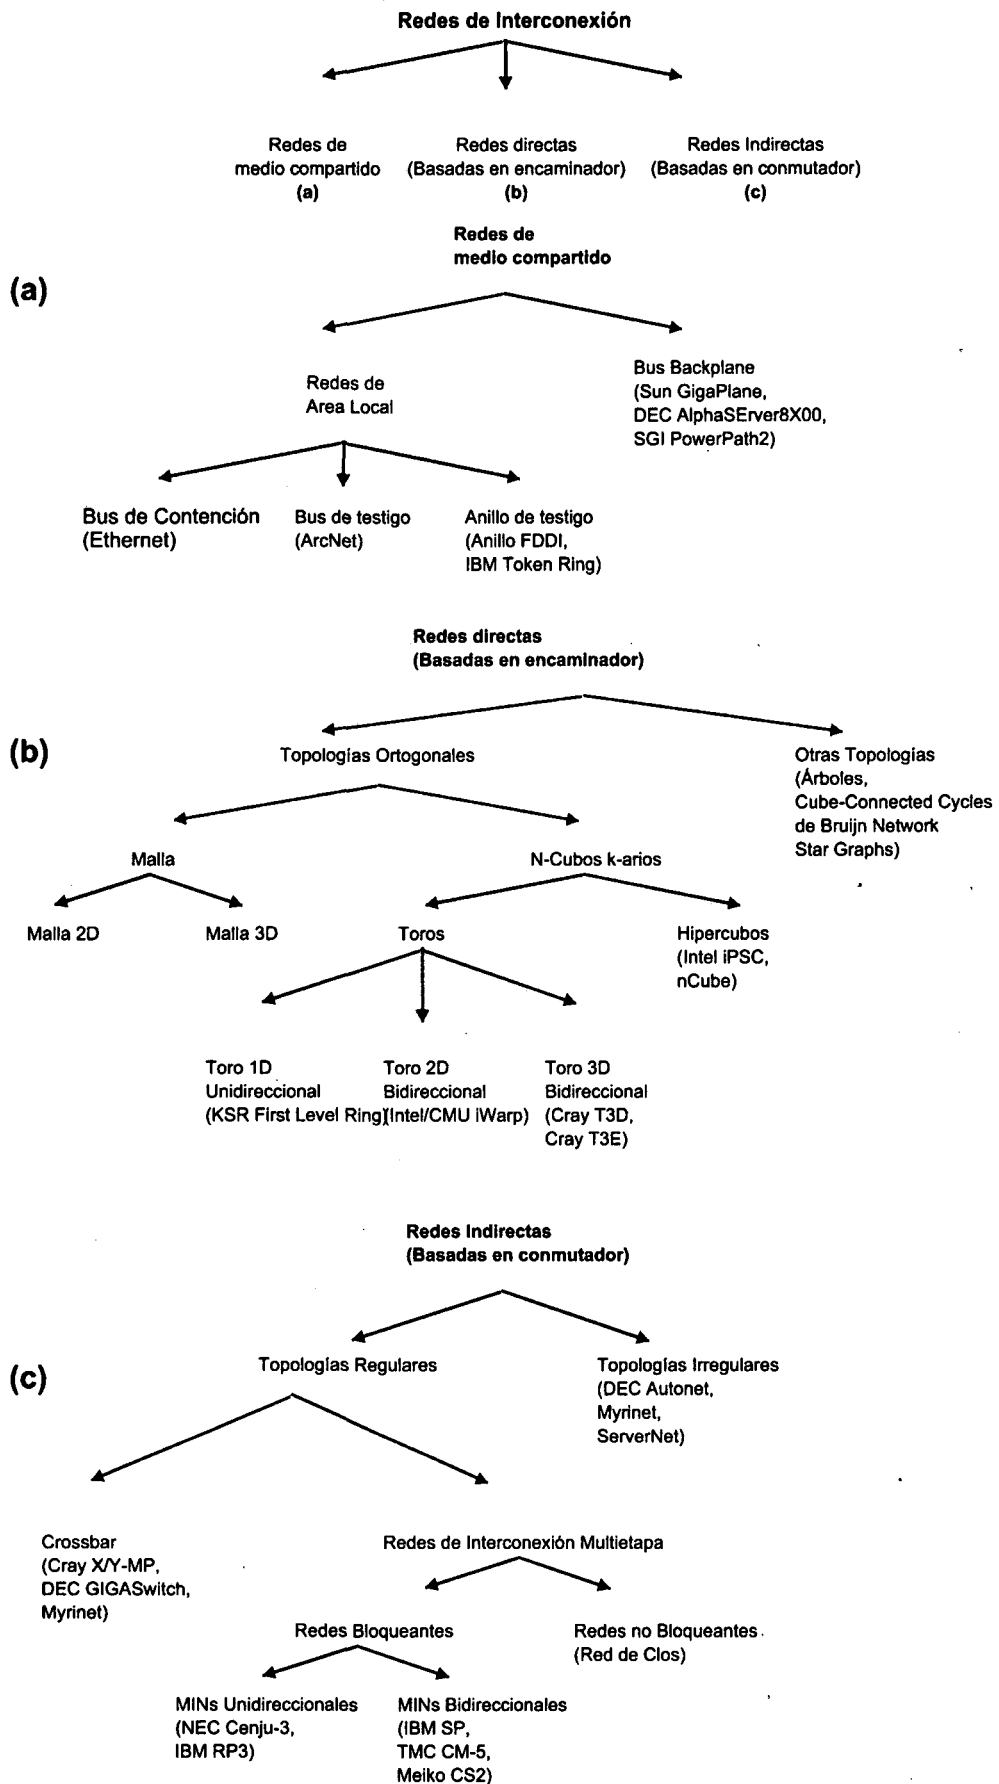 Redes de Interconexión
Redes de
medio compartido
(a)
Redes directas
(Basadas en encaminador)
(b)
Redes Indirectas
(Basadas en conmutador)
(c)
Redes de
medio compartido
(a)
Redes de
Area Local
Bus Backplane
(Sun GigaPlane,
DEC AlphaSErver8X00,
SGI PowerPath2)
Bus de Contención
(Ethernet)
Bus de testigo
(ArcNet)
Anillo de testigo
(Anillo FDDI,
IBM Token Ring)
Redes directas
(Basadas en encaminador)
(b)
Topologías Ortogonales
Otras Topologías
(Árboles,
Cube-Connected Cycles
de Bruijn Network
Star Graphs)
Malla
N-Cubos k-arios
Malla 2D
Malla 3D
Toros
Hipercubos
(Intel iPSC,
nCube)
Toro 1D
Unidireccional
(KSR First Level Ring)
Toro 2D
Bidireccional
(Intel/CMU iWarp)
Toro 3D
Bidireccional
(Cray T3D,
Cray T3E)
Redes Indirectas
(Basadas en conmutador)
(c)
Topologías Regulares
Topologías Irregulares
(DEC Autonet,
Myrinet,
ServerNet)
Crossbar
(Cray X/Y-MP,
DEC GIGASwitch,
Myrinet)
Redes de Interconexión Multietapa
Redes Bloqueantes
Redes no Bloqueantes
(Red de Clos)
MINs Unidireccionales
(NEC Cenju-3,
IBM RP3)
MINs Bidireccionales
(IBM SP,
TMC CM-5,
Meiko CS2)